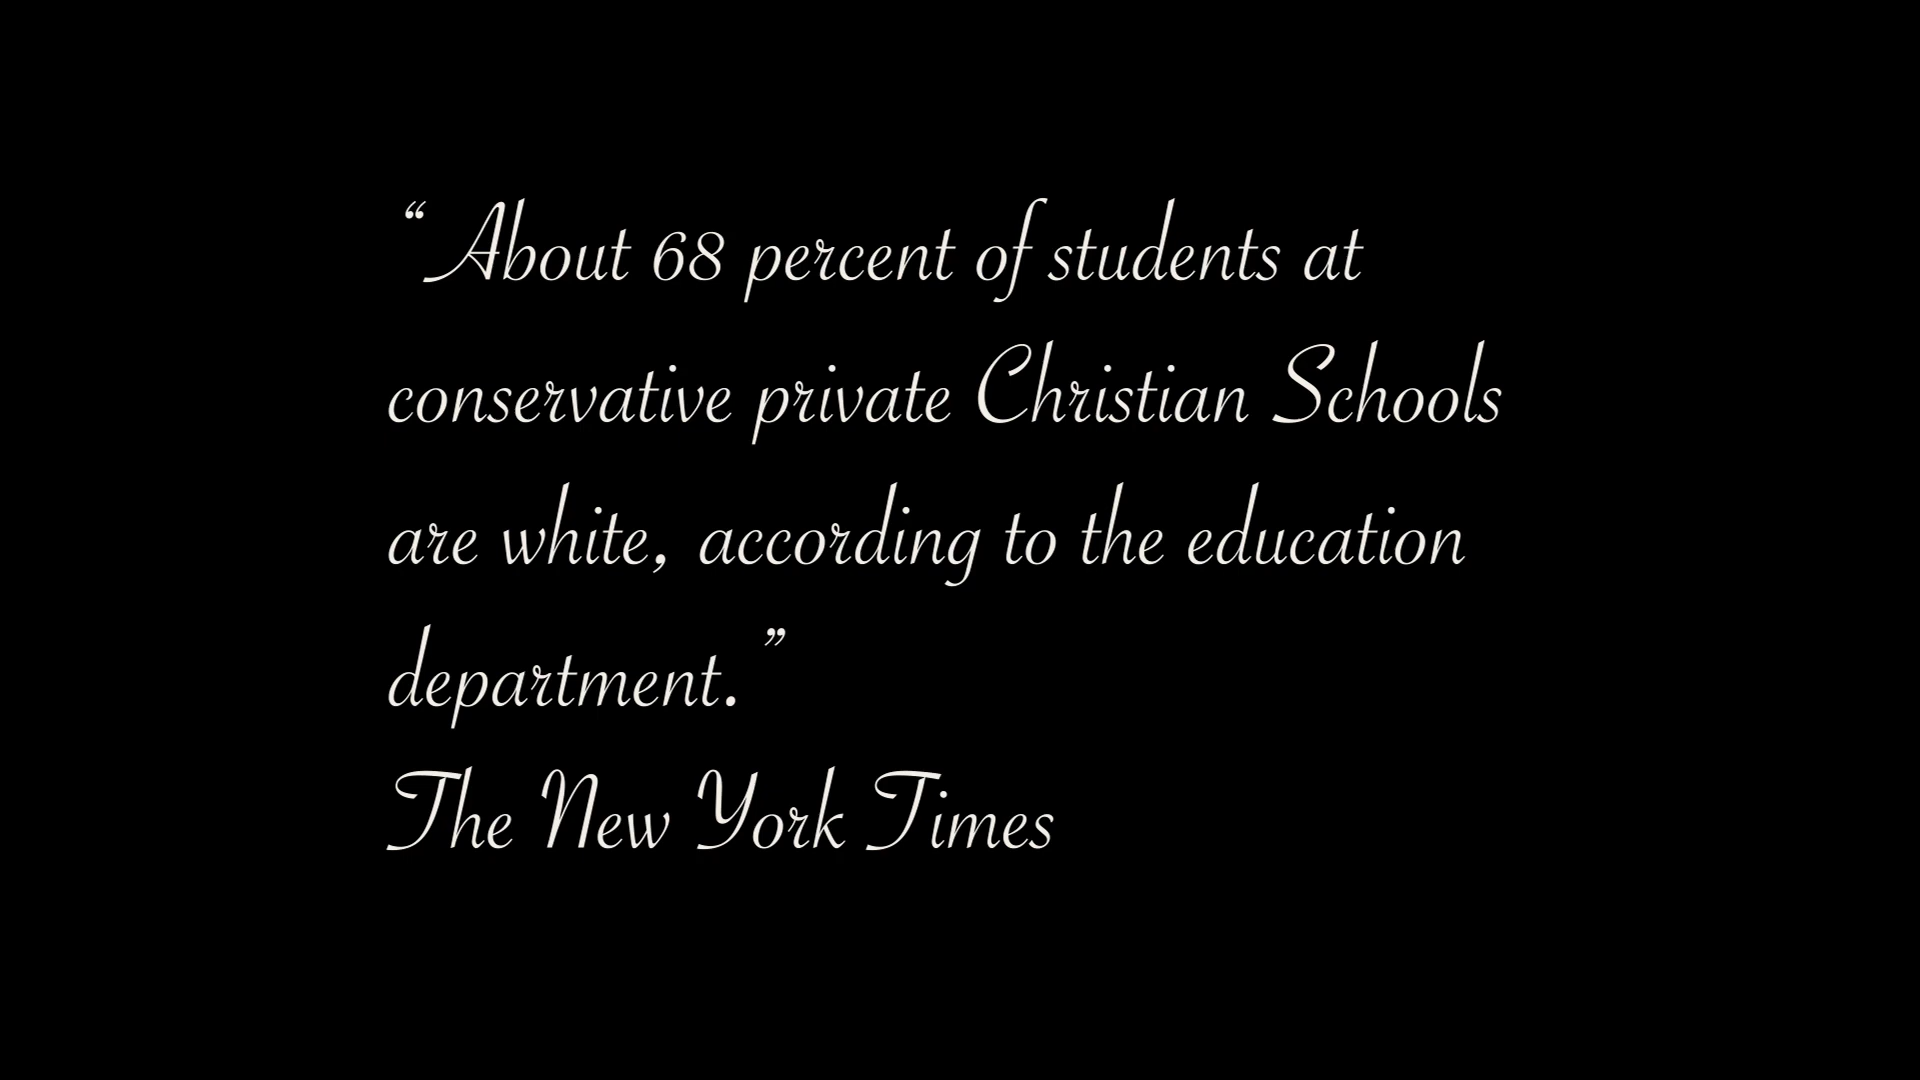 “About 68 percent of students at
conservative private Christian Schools
are white, according to the education
department.”
The New York Times